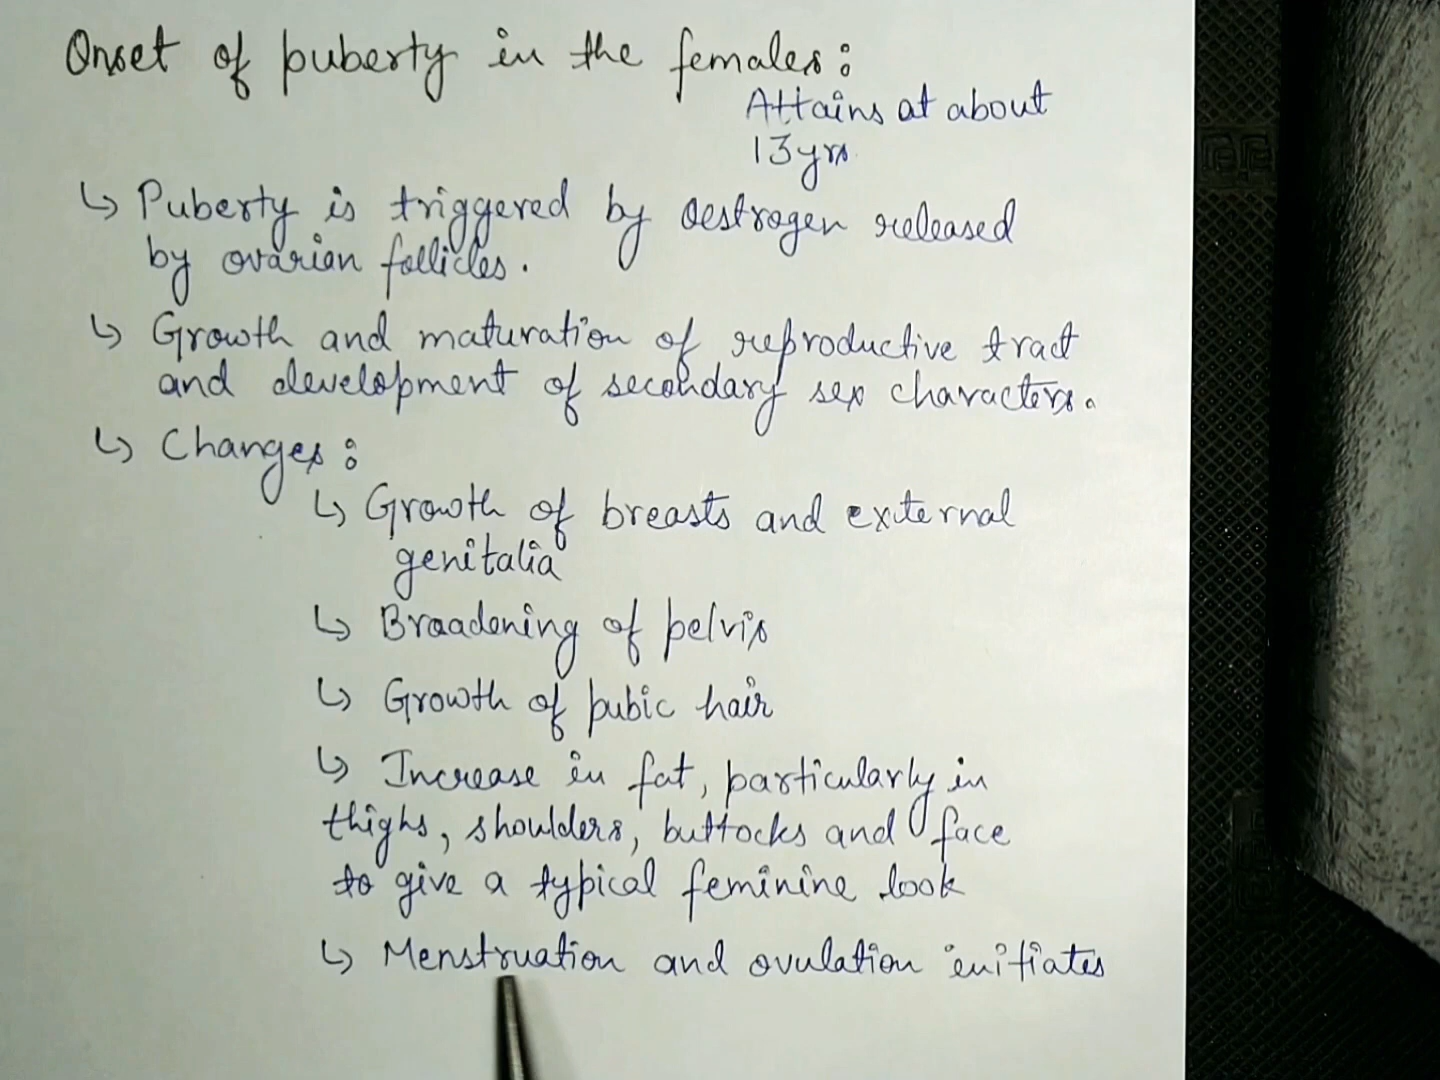 Onset of puberty in the females:
Attains at about
13yrs
↳ Puberty is triggered by oestrogen released
by ovarian follicles.
↳ Growth and maturation of reproductive tract
and development of secondary sex characters.
↳ Changes:
↳ Growth of breasts and external
genitalia
↳ Broadening of pelvis
↳ Growth of pubic hair
↳ Increase in fat, particularly in
thighs, shoulders, buttocks and face
to give a typical feminine look
↳ Menstruation and ovulation initiates